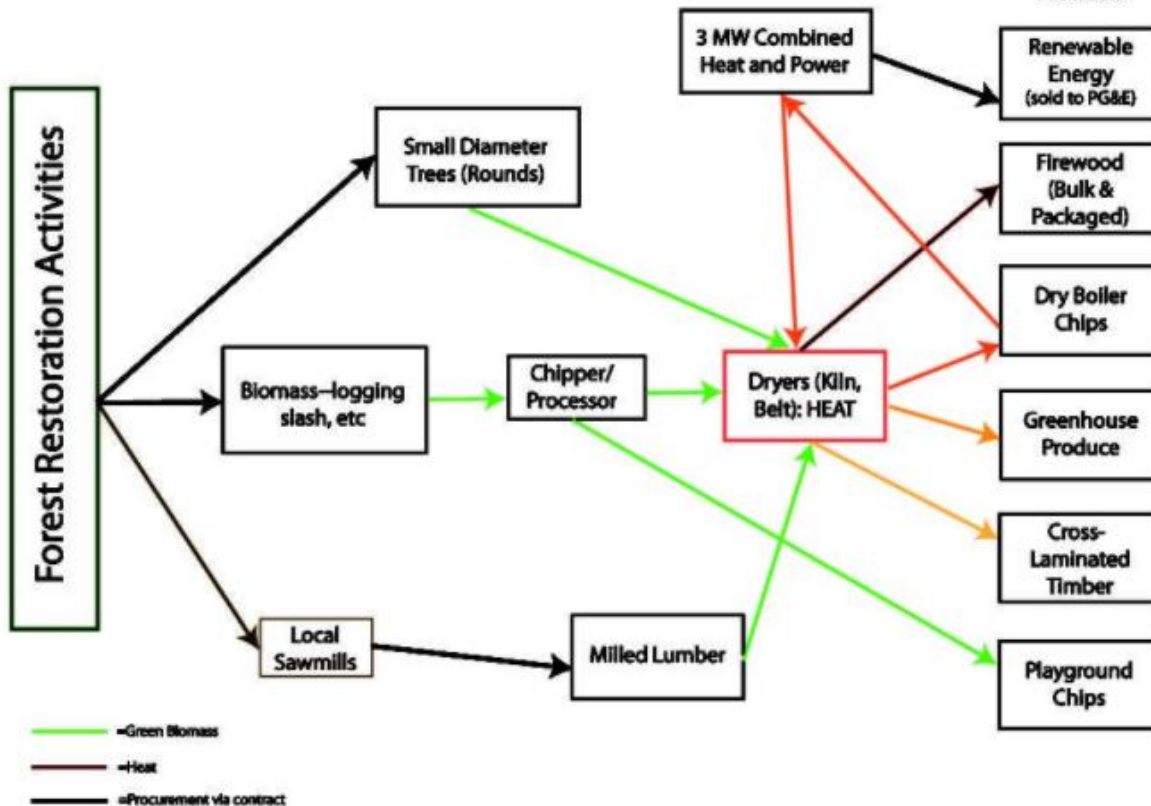 3 MW Combined
Heat and Power
Renewable
Energy
(sold to PG&E)
Forest Restoration Activities
Small Diameter
Trees (Rounds)
Firewood
(Bulk &
Packaged)
Dry Boiler
Chips
Biomass--logging
slash, etc
Chipper/
Processor
Dryers (Kiln,
Belt): HEAT
Greenhouse
Produce
Cross-
Laminated
Timber
Local
Sawmills
Milled Lumber
Playground
Chips
=Green Biomass
=Heat
=Procurement via contract